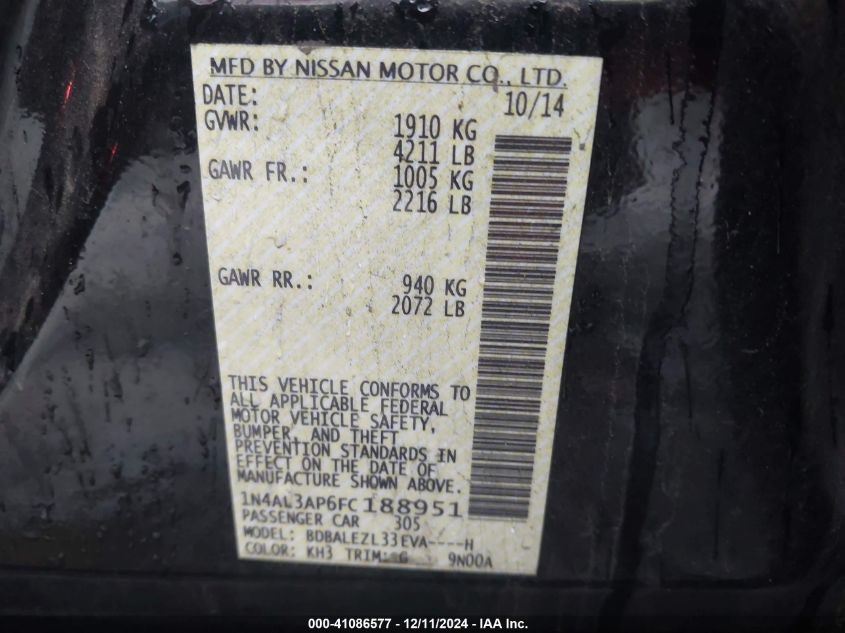 MFD BY NISSAN MOTOR CO., LTD.
DATE: 10/14
GVWR: 1910 KG
4211 LB
GAWR FR.: 1005 KG
2216 LB
GAWR RR.: 940 KG
2072 LB
THIS VEHICLE CONFORMS TO
ALL APPLICABLE FEDERAL
MOTOR VEHICLE SAFETY,
BUMPER, AND THEFT
PREVENTION STANDARDS IN
EFFECT ON THE DATE OF
MANUFACTURE SHOWN ABOVE.
1N4AL3AP6FC188951
PASSENGER CAR 305
MODEL: BDBALEZL33EVA----H
COLOR: KH3 TRIM: G 9N00A
000-41086577 - 12/11/2024 - IAA Inc.